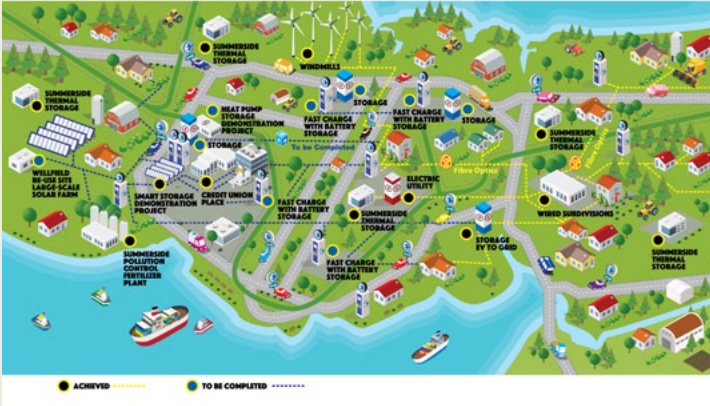 SUMMERSIDE
THERMAL
STORAGE
WINDMILLS
SUMMERSIDE
THERMAL
STORAGE
HEAT PUMP
STORAGE
DEMONSTRATION
PROJECT
STORAGE
FAST CHARGE
WITH BATTERY
STORAGE
STORAGE
FAST CHARGE
WITH BATTERY
STORAGE
STORAGE
To be Completed
SUMMERSIDE
THERMAL
STORAGE
Fibre Optics
Fibre Optics
WELLFIELD
RE-USE SITE
LARGE-SCALE
SOLAR FARM
SMART STORAGE
DEMONSTRATION
PROJECT
CREDIT UNION
PLACE
FAST CHARGE
WITH BATTERY
STORAGE
ELECTRIC
UTILITY
SUMMERSIDE
THERMAL
STORAGE
WIRED SUBDIVISIONS
STORAGE
EV TO GRID
SUMMERSIDE
THERMAL
STORAGE
SUMMERSIDE
POLLUTION
CONTROL
FERTILIZER
PLANT
FAST CHARGE
WITH BATTERY
STORAGE
ACHIEVED
TO BE COMPLETED